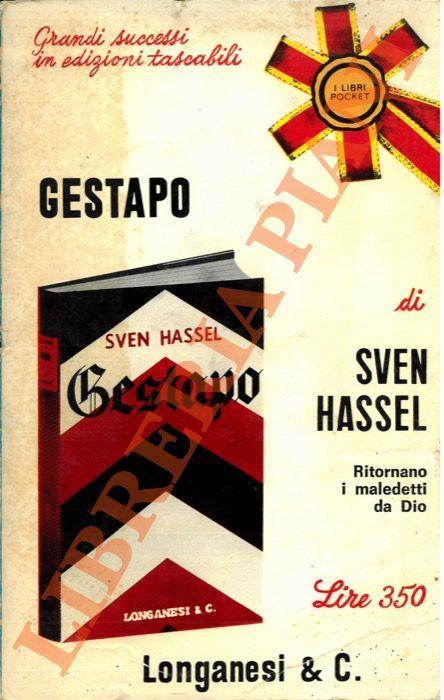 Grandi successi
in edizioni tascabili
I LIBRI
POCKET
GESTAPO
di
SVEN
HASSEL
Ritornano
i maledetti
da Dio
SVEN HASSEL
Gestapo
LONGANESI & C.
Lire 350
Longanesi & C.
LIBRERIA PIANI